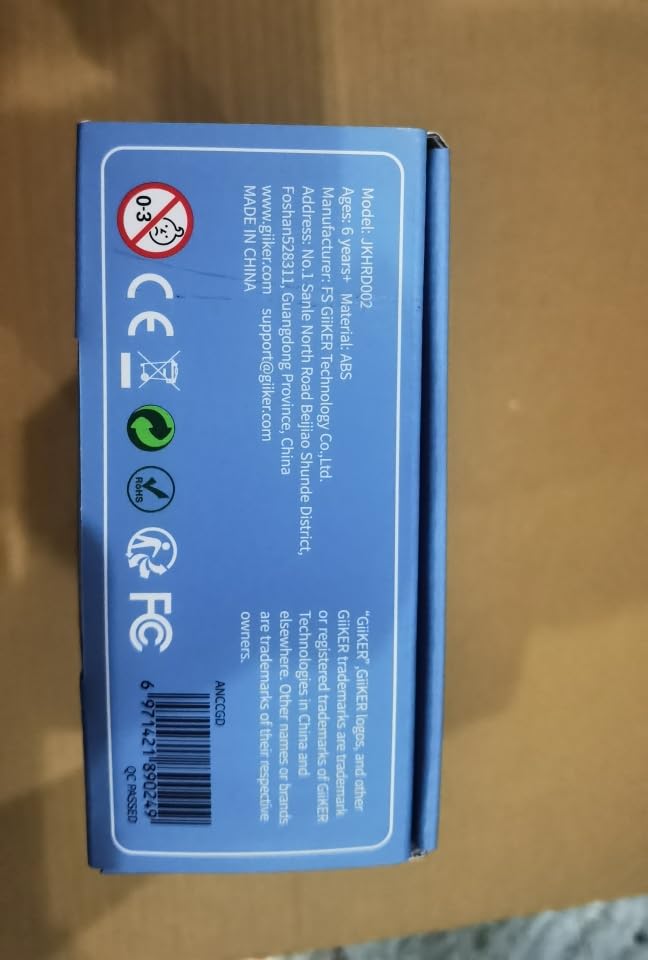 Model: JKHRD002
Ages: 6 years+ Material: ABS
Manufacturer: FS GiiKER Technology Co.,Ltd.
Address: No.1 Sanle North Road Beijiao Shunde District,
Foshan528311, Guangdong Province, China
www.giiker.com support@giiker.com
MADE IN CHINA
0-3
CE
RoHS
FC
"GiiKER",GiiKER logos, and other
GiiKER trademarks are trademark
or registered trademarks of GiiKER
Technologies in China and
elsewhere. Other names or brands
are trademarks of their respective
owners.
ANCCGD
6 971421 890249
QC PASSED